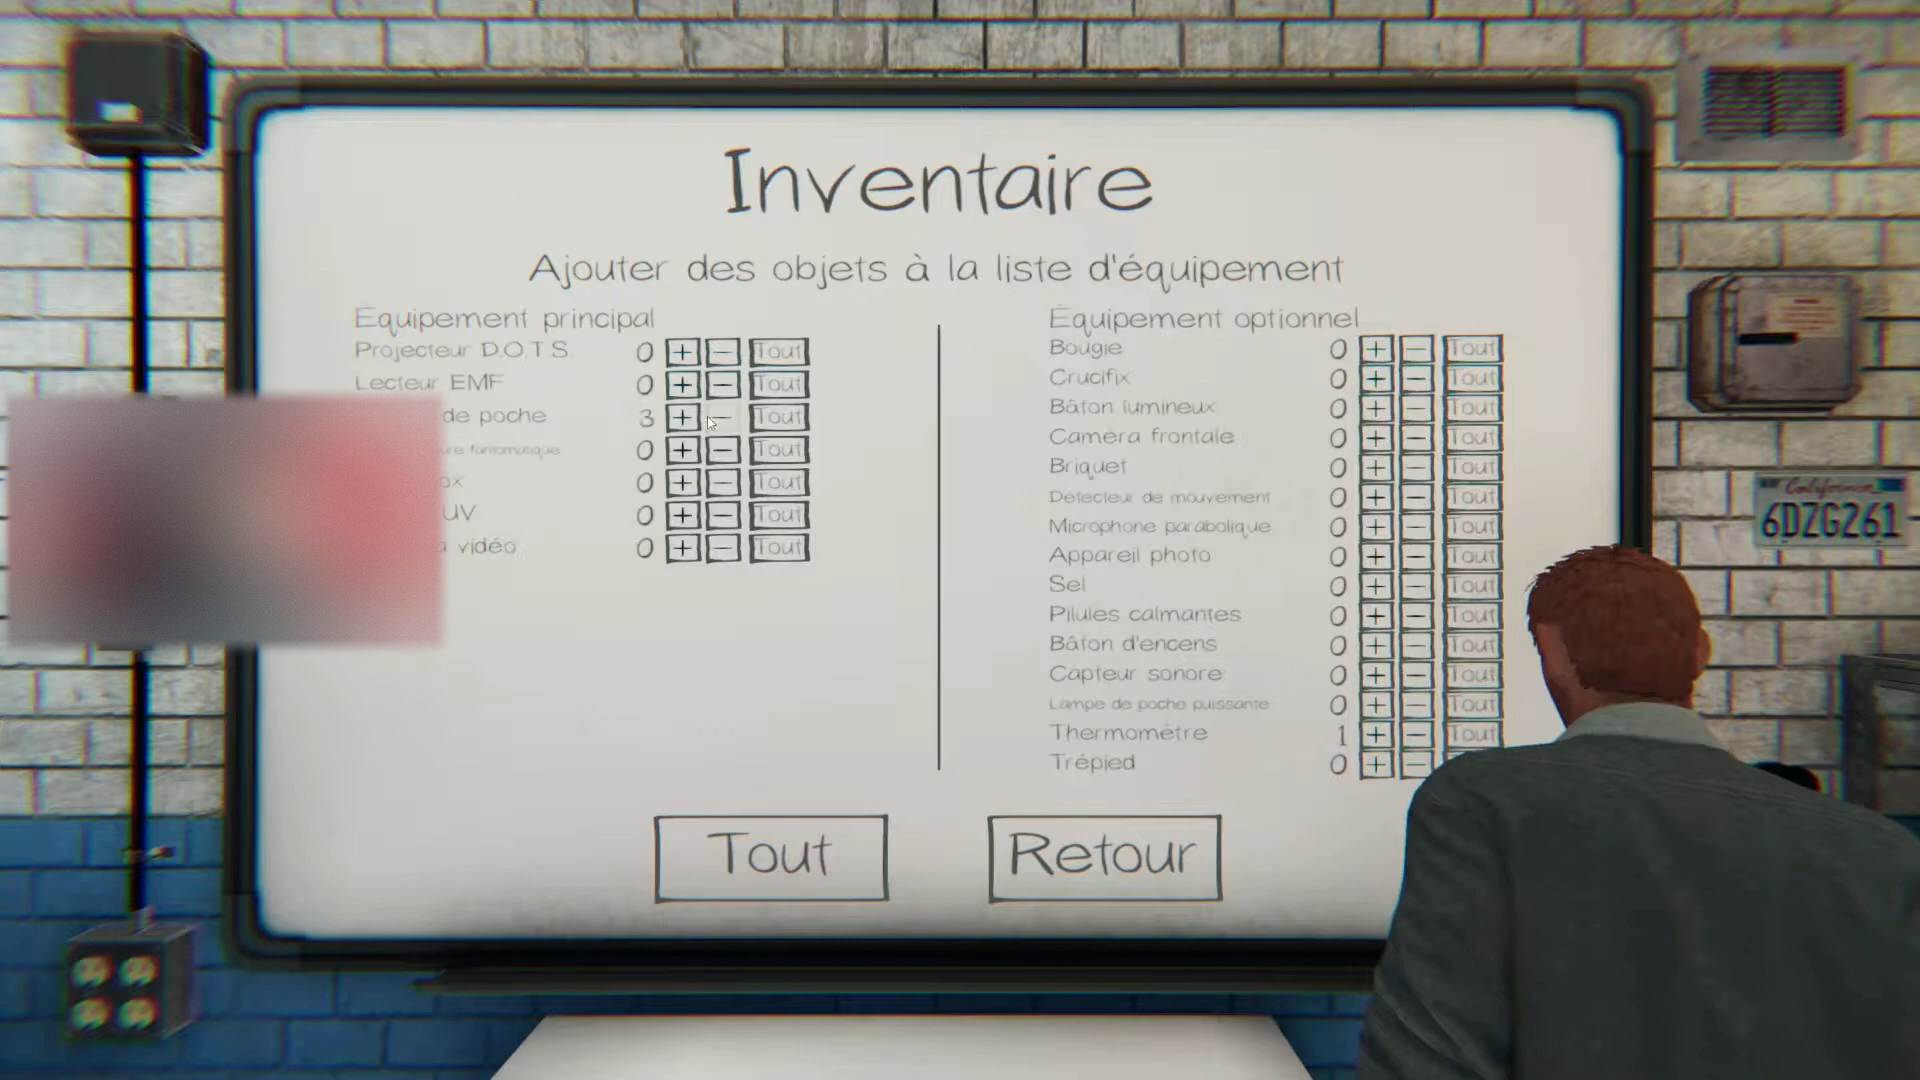 Inventaire
Ajouter des objets à la liste d'équipement
Équipement principal
Projecteur D.O.T.S. 0 + - Tout
Lecteur EMF 0 + - Tout
de poche 3 + - Tout
fantomatique 0 + - Tout
0 + - Tout
UV 0 + - Tout
vidéo 0 + - Tout
Équipement optionnel
Bougie 0 + - Tout
Crucifix 0 + - Tout
Bâton lumineux 0 + - Tout
Caméra frontale 0 + - Tout
Briquet 0 + - Tout
Détecteur de mouvement 0 + - Tout
Microphone parabolique 0 + - Tout
Appareil photo 0 + - Tout
Sel 0 + - Tout
Pilules calmantes 0 + - Tout
Bâton d'encens 0 + - Tout
Capteur sonore 0 + - Tout
Lampe de poche puissante 0 + - Tout
Thermomètre 1 + - Tout
Trépied 0 + -
Tout
Retour
California
6DZG261